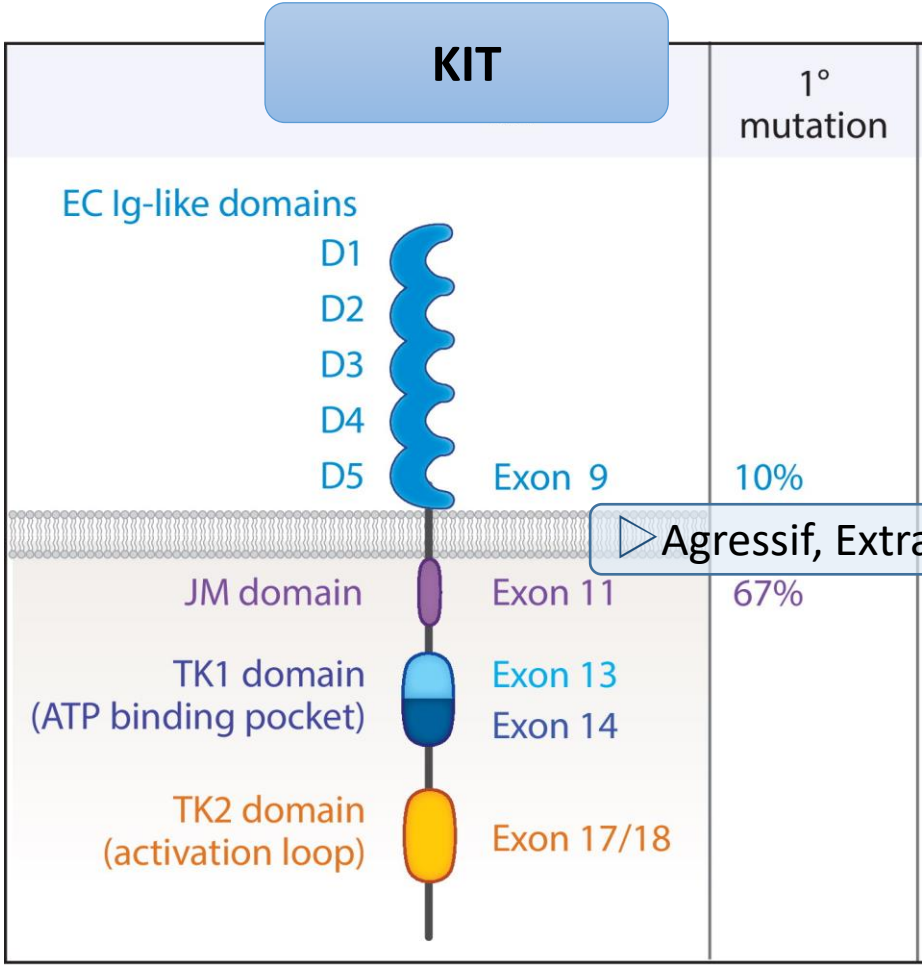 KIT
1°
mutation
EC Ig-like domains
D1
D2
D3
D4
D5 Exon 9 10%
▷Agressif, Extra
JM domain Exon 11 67%
TK1 domain Exon 13
(ATP binding pocket) Exon 14
TK2 domain
(activation loop) Exon 17/18